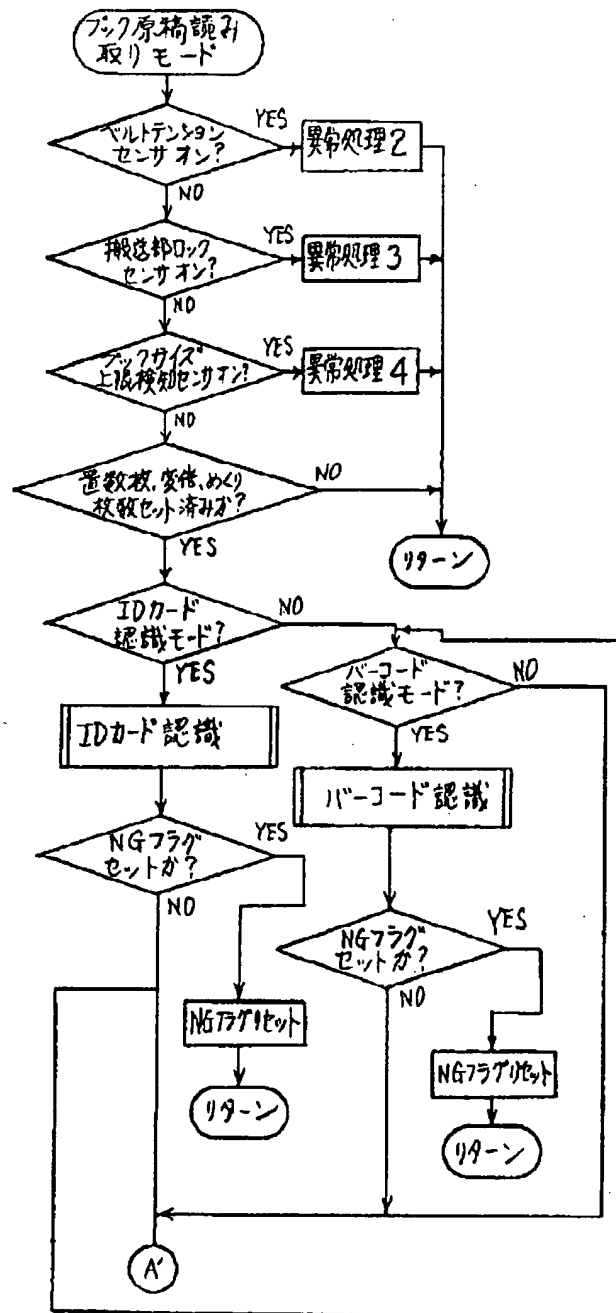 ブック原稿読み
取りモード
ベルトテンション
センサオン?
YES
異常処理2
NO
搬送部ロック
センサオン?
YES
異常処理3
NO
ブックサイズ
上限検知センサオン?
YES
異常処理4
NO
置数枚,変倍,めくり
枚数セット済みか?
NO
リターン
YES
IDカード
認識モード?
NO
YES
バーコード
認識モード?
NO
YES
IDカード認識
バーコード認識
NGフラグ
セットか?
YES
NO
NGフラグ
セットか?
YES
NO
NGフラグリセット
リターン
NGフラグリセット
リターン
A'